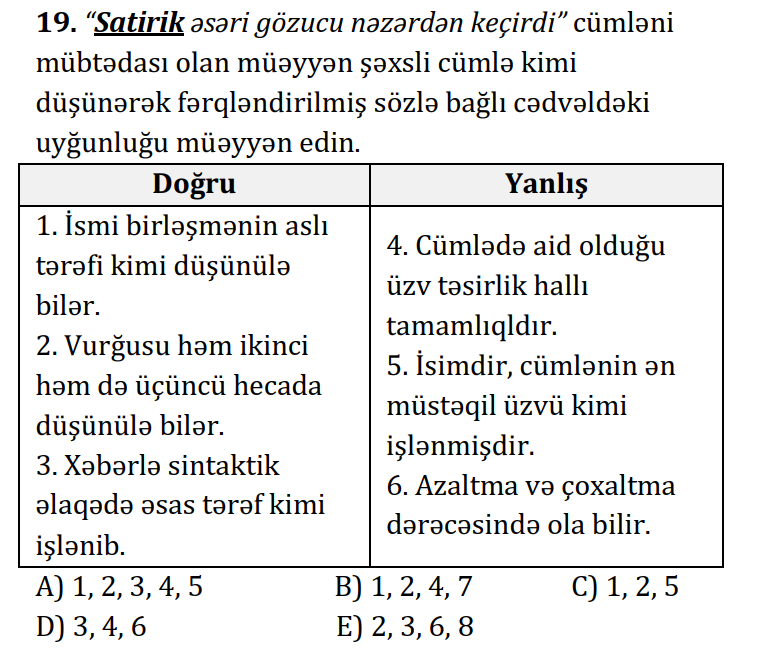 19. “Satirik əsəri gözucu nəzərdən keçirdi” cümləni
mübtədası olan müəyyən şəxsli cümlə kimi
düşünərək fərqləndirilmiş sözlə bağlı cədvəldəki
uyğunluğu müəyyən edin.
Doğru
1. İsmi birləşmənin aslı
tərəfi kimi düşünülə
bilər.
2. Vurğusu həm ikinci
həm də üçüncü hecada
düşünülə bilər.
3. Xəbərlə sintaktik
əlaqədə əsas tərəf kimi
işlənib.
Yanlış
4. Cümlədə aid olduğu
üzv təsirlik hallı
tamamlıqldır.
5. İsimdir, cümlənin ən
müstəqil üzvü kimi
işlənmişdir.
6. Azaltma və çoxaltma
dərəcəsində ola bilir.
A) 1, 2, 3, 4, 5 B) 1, 2, 4, 7 C) 1, 2, 5
D) 3, 4, 6 E) 2, 3, 6, 8